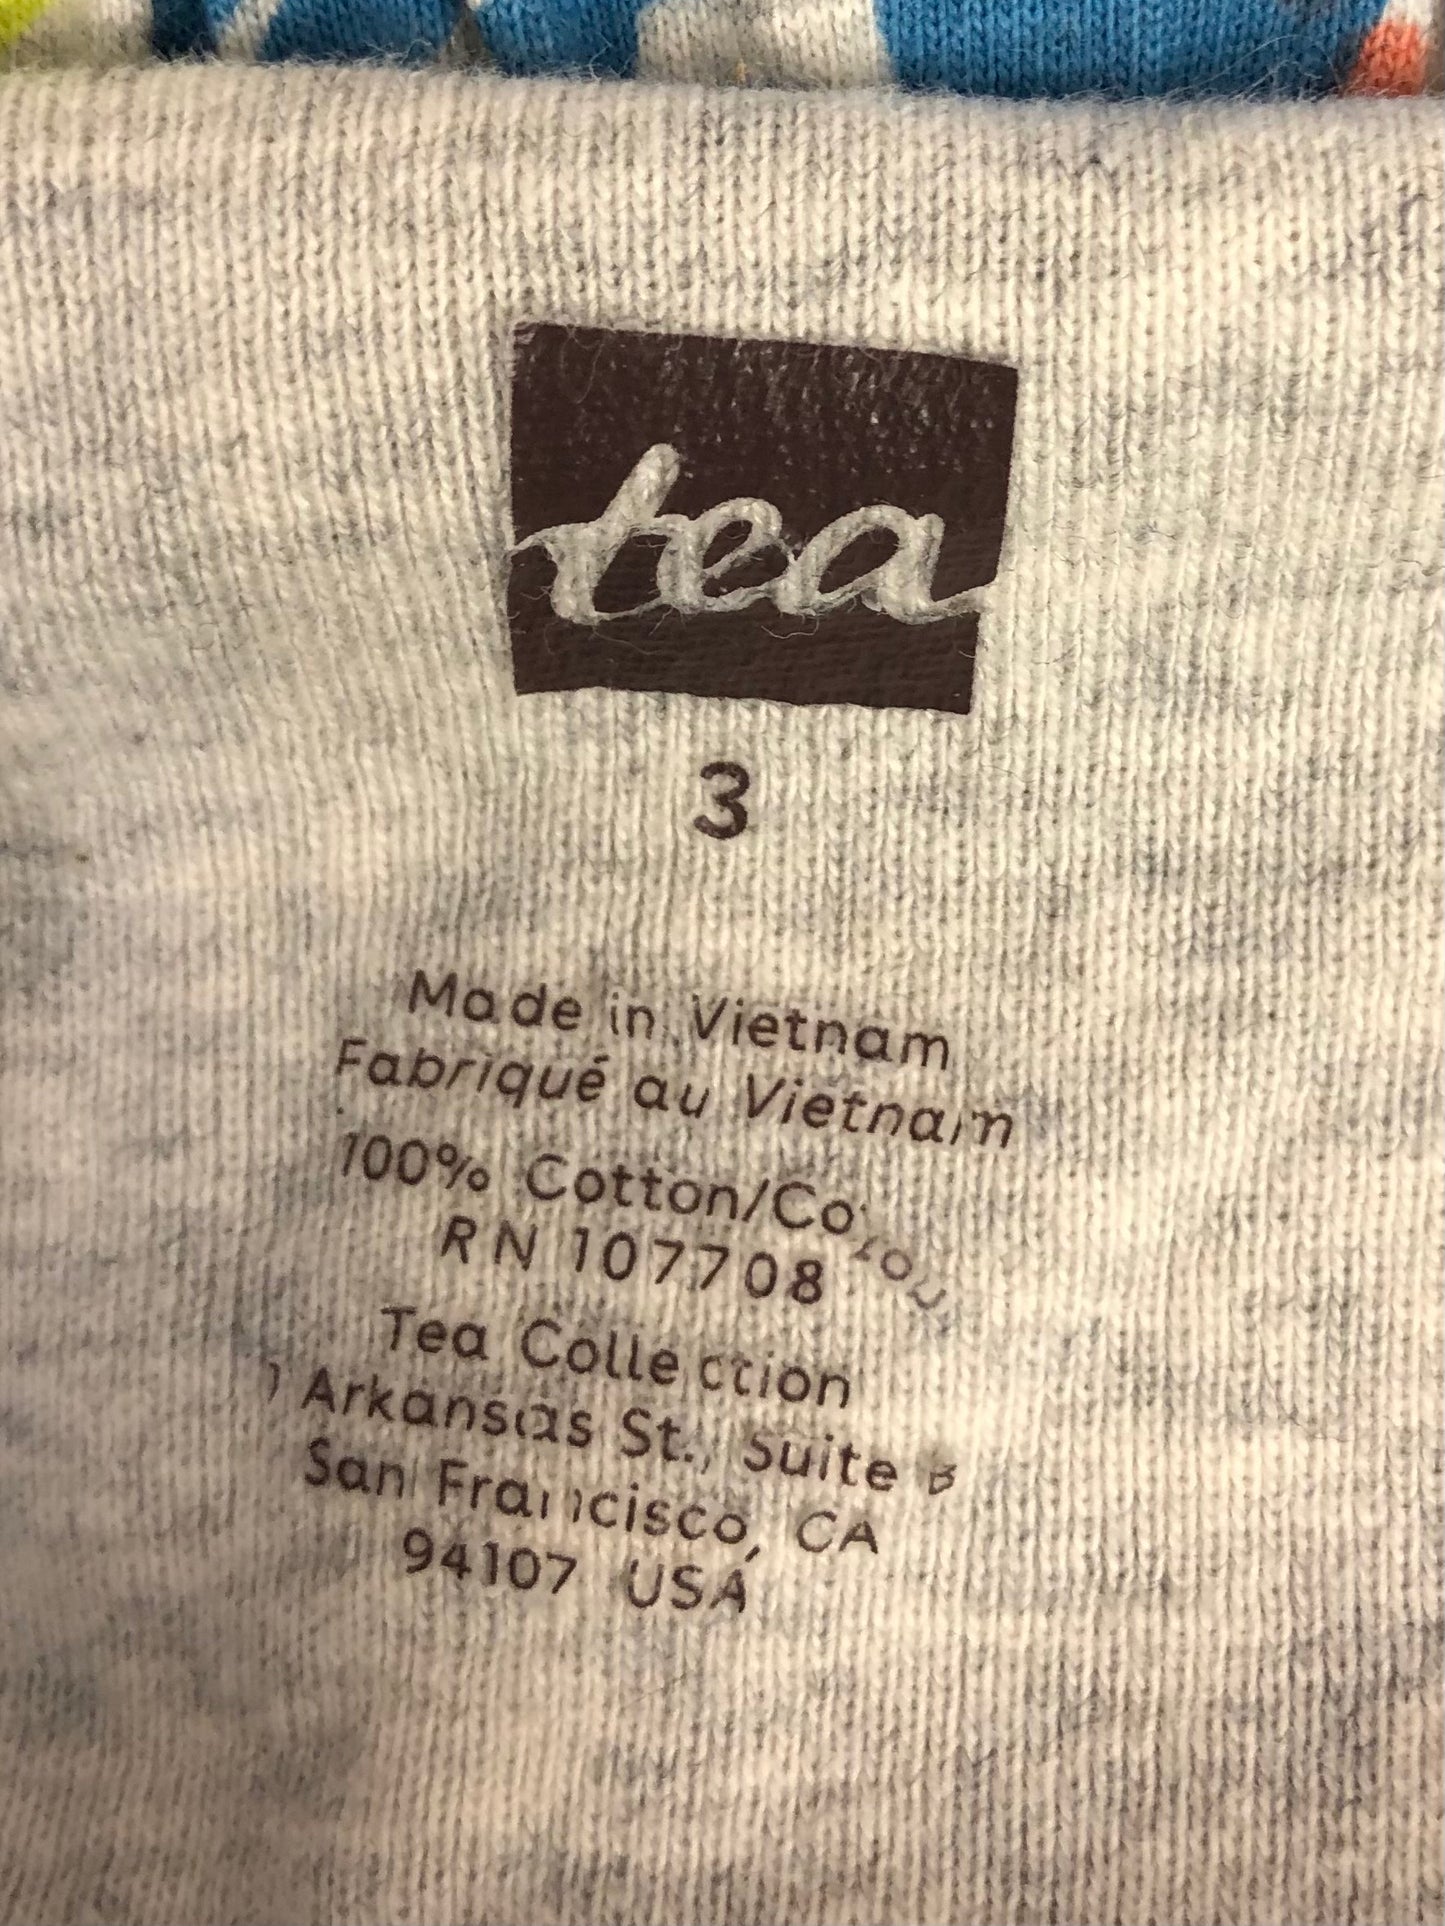 tea
3
Made in Vietnam
Fabriqué au Vietnam
100% Cotton/Coton
RN 107708
Tea Collection
1 Arkansas St., Suite B
San Francisco, CA
94107 USA